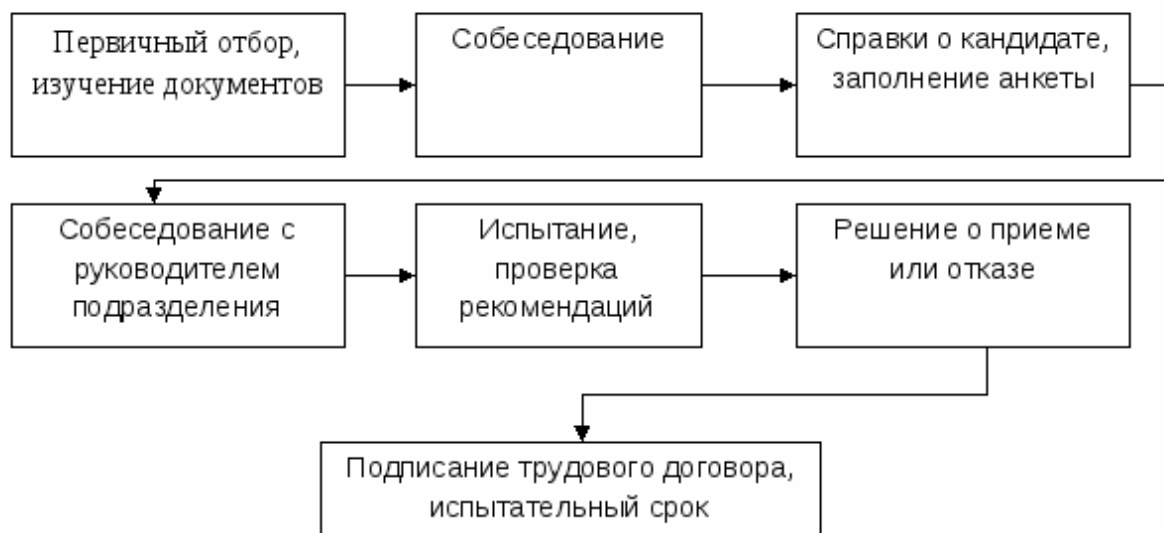 Первичный отбор,
изучение документов
Собеседование
Справки о кандидате,
заполнение анкеты
Собеседование с
руководителем
подразделения
Испытание,
проверка
рекомендаций
Решение о приеме
или отказе
Подписание трудового договора,
испытательный срок